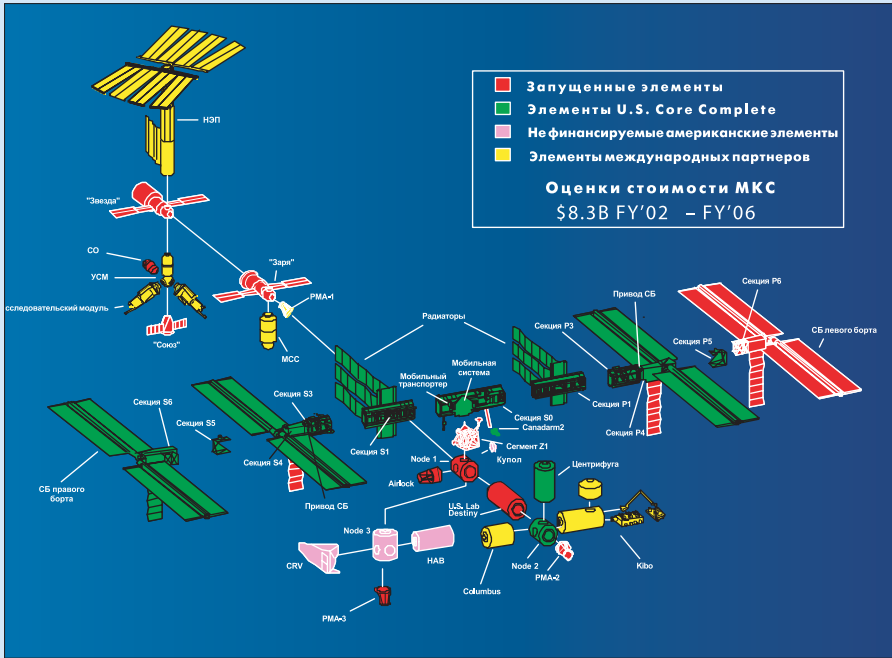 Запущенные элементы
Элементы U.S. Core Complete
Не финансируемые американские элементы
Элементы международных партнеров
Оценки стоимости МКС
$8.3B FY'02 – FY'06
НЭП
"Звезда"
СО
УСМ
сследовательский модуль
"Союз"
"Заря"
PMA-1
МСС
Радиаторы
Привод СБ
Секция P6
Секция P3
Секция P5
СБ левого борта
Мобильный
транспортер
Мобильная
система
Секция S0
Canadarm2
Секция P1
Секция P4
Секция S6
Секция S5
Секция S3
Секция S4
Секция S1
Сегмент Z1
Купол
Node 1
Airlock
СБ правого
борта
Привод СБ
U.S. Lab
Destiny
Центрифуга
Node 3
CRV
HAB
Columbus
Node 2
PMA-2
Kibo
PMA-3